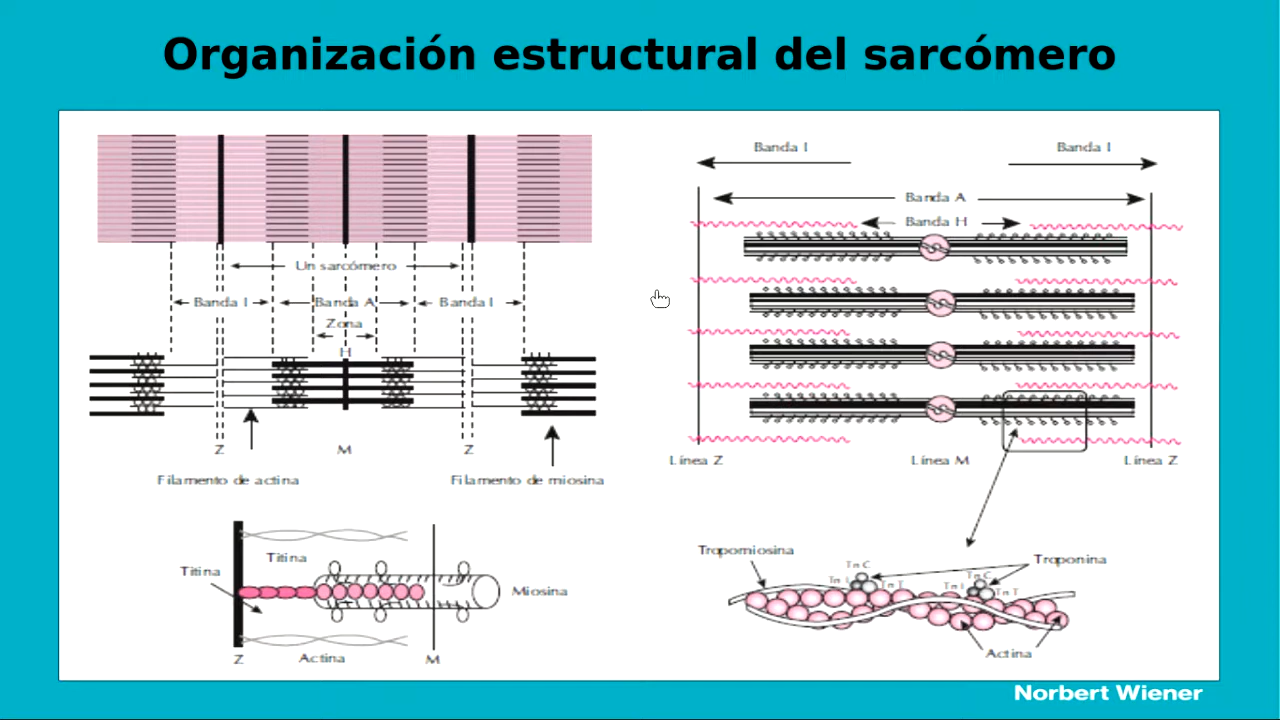 Organización estructural del sarcómero
Un sarcómero
Banda I
Banda A
Banda I
Zona
H
Z
M
Z
Filamento de actina
Filamento de miosina
Titina
Titina
Miosina
Z
Actina
M
Banda I
Banda I
Banda A
Banda H
Línea Z
Línea M
Línea Z
Tropomiosina
Troponina
Tn C
Tn I
Tn T
Tn C
Tn I
Tn T
Actina
Norbert Wiener